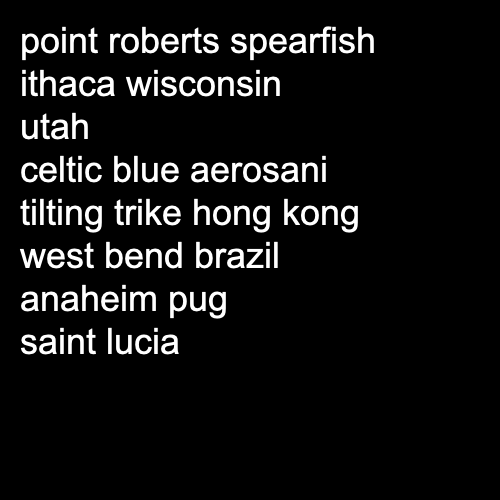 point roberts spearfish
ithaca wisconsin
utah
celtic blue aerosani
tilting trike hong kong
west bend brazil
anaheim pug
saint lucia